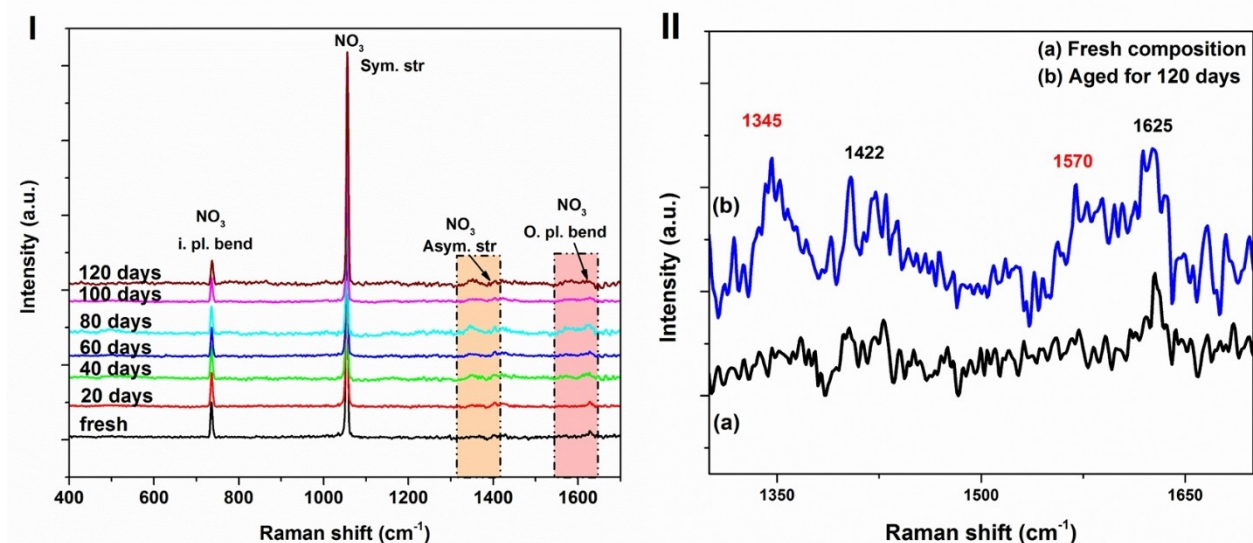 I
NO3
Sym. str
NO3
i. pl. bend
NO3
Asym. str
NO3
O. pl. bend
120 days
100 days
80 days
60 days
40 days
20 days
fresh
Intensity (a.u.)
400 600 800 1000 1200 1400 1600
Raman shift (cm-1)
II
(a) Fresh composition
(b) Aged for 120 days
1345
1422
1570
1625
(b)
(a)
Intensity (a.u.)
1350 1500 1650
Raman shift (cm-1)